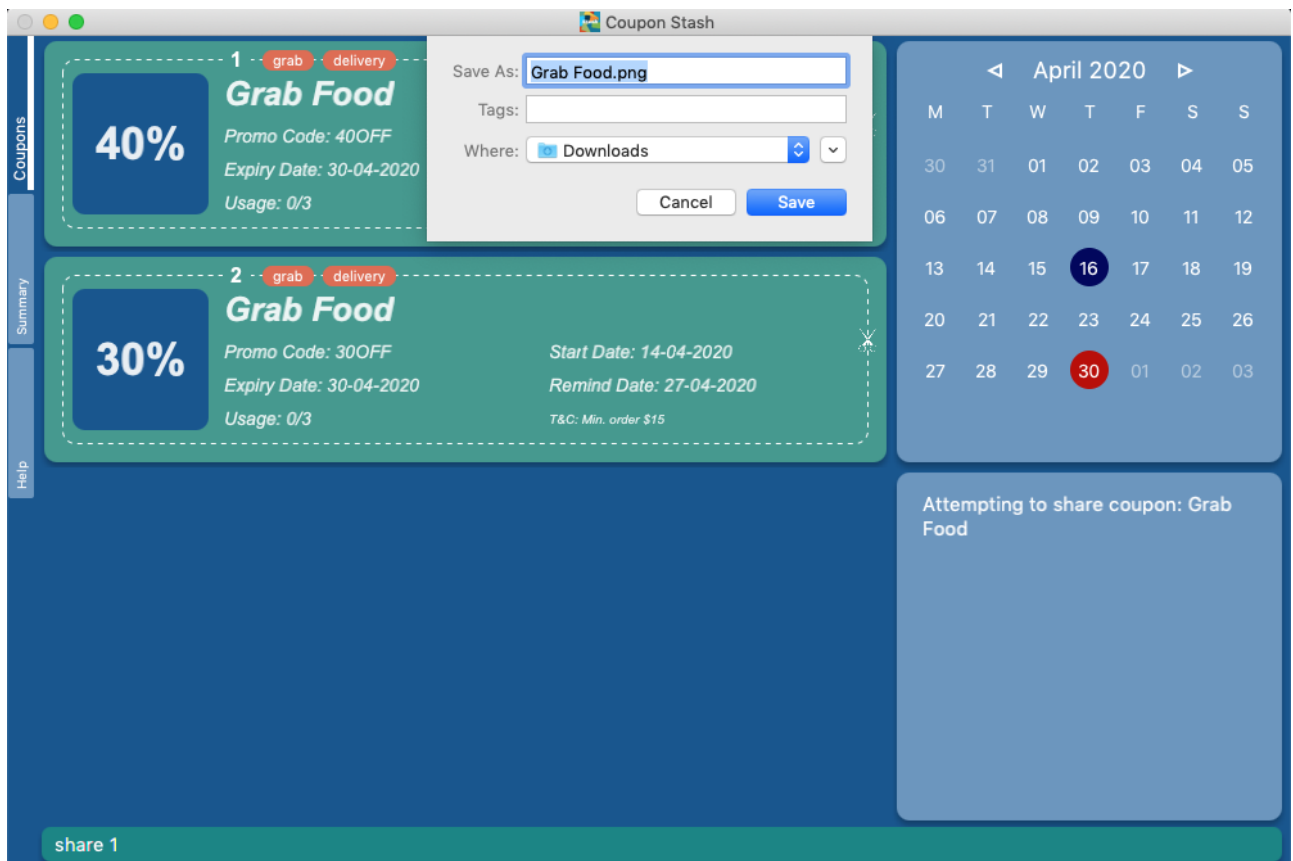 Coupon Stash
Coupons
Summary
Help
1 grab delivery
Grab Food
40%
Promo Code: 40OFF
Expiry Date: 30-04-2020
Usage: 0/3
Save As: Grab Food.png
Tags:
Where: Downloads
Cancel Save
2 grab delivery
Grab Food
30%
Promo Code: 30OFF Start Date: 14-04-2020
Expiry Date: 30-04-2020 Remind Date: 27-04-2020
Usage: 0/3 T&C: Min. order $15
April 2020
M T W T F S S
30 31 01 02 03 04 05
06 07 08 09 10 11 12
13 14 15 16 17 18 19
20 21 22 23 24 25 26
27 28 29 30 01 02 03
Attempting to share coupon: Grab
Food
share 1